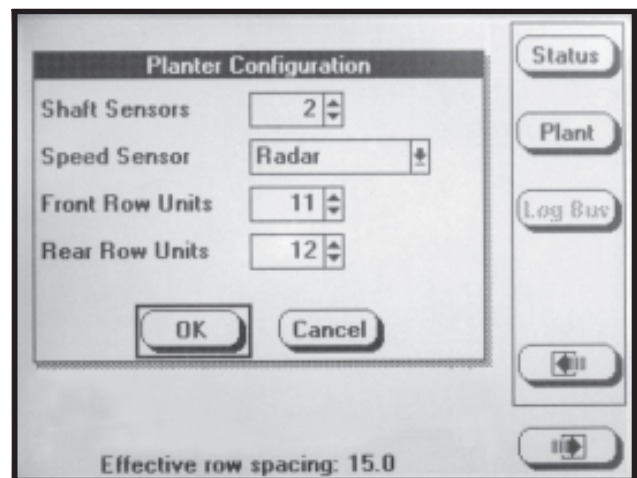 Planter Configuration
Shaft Sensors 2
Speed Sensor Radar
Front Row Units 11
Rear Row Units 12
OK Cancel
Effective row spacing: 15.0
Status
Plant
Log Bus